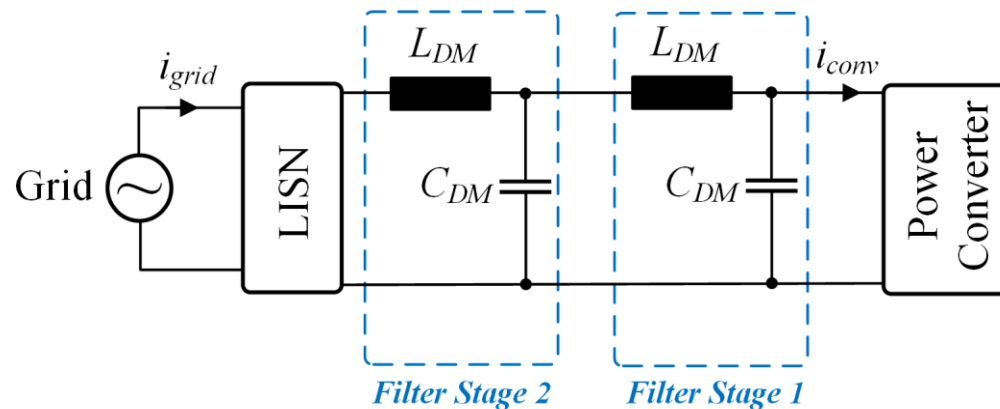 L_DM
L_DM
i_grid
i_conv
Grid
LISN
C_DM
C_DM
Power
Converter
Filter Stage 2
Filter Stage 1